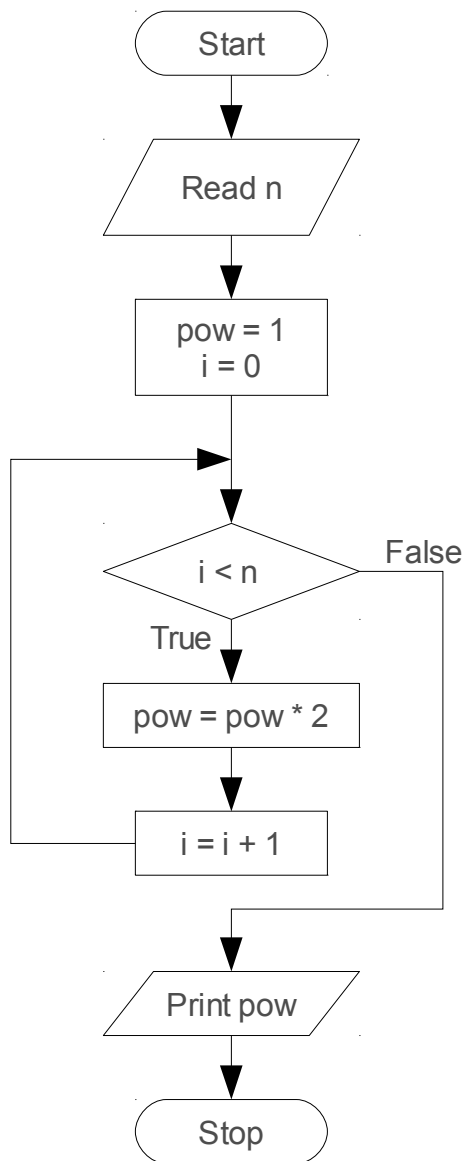 Start
Read n
pow = 1
i = 0
i < n
False
True
pow = pow * 2
i = i + 1
Print pow
Stop